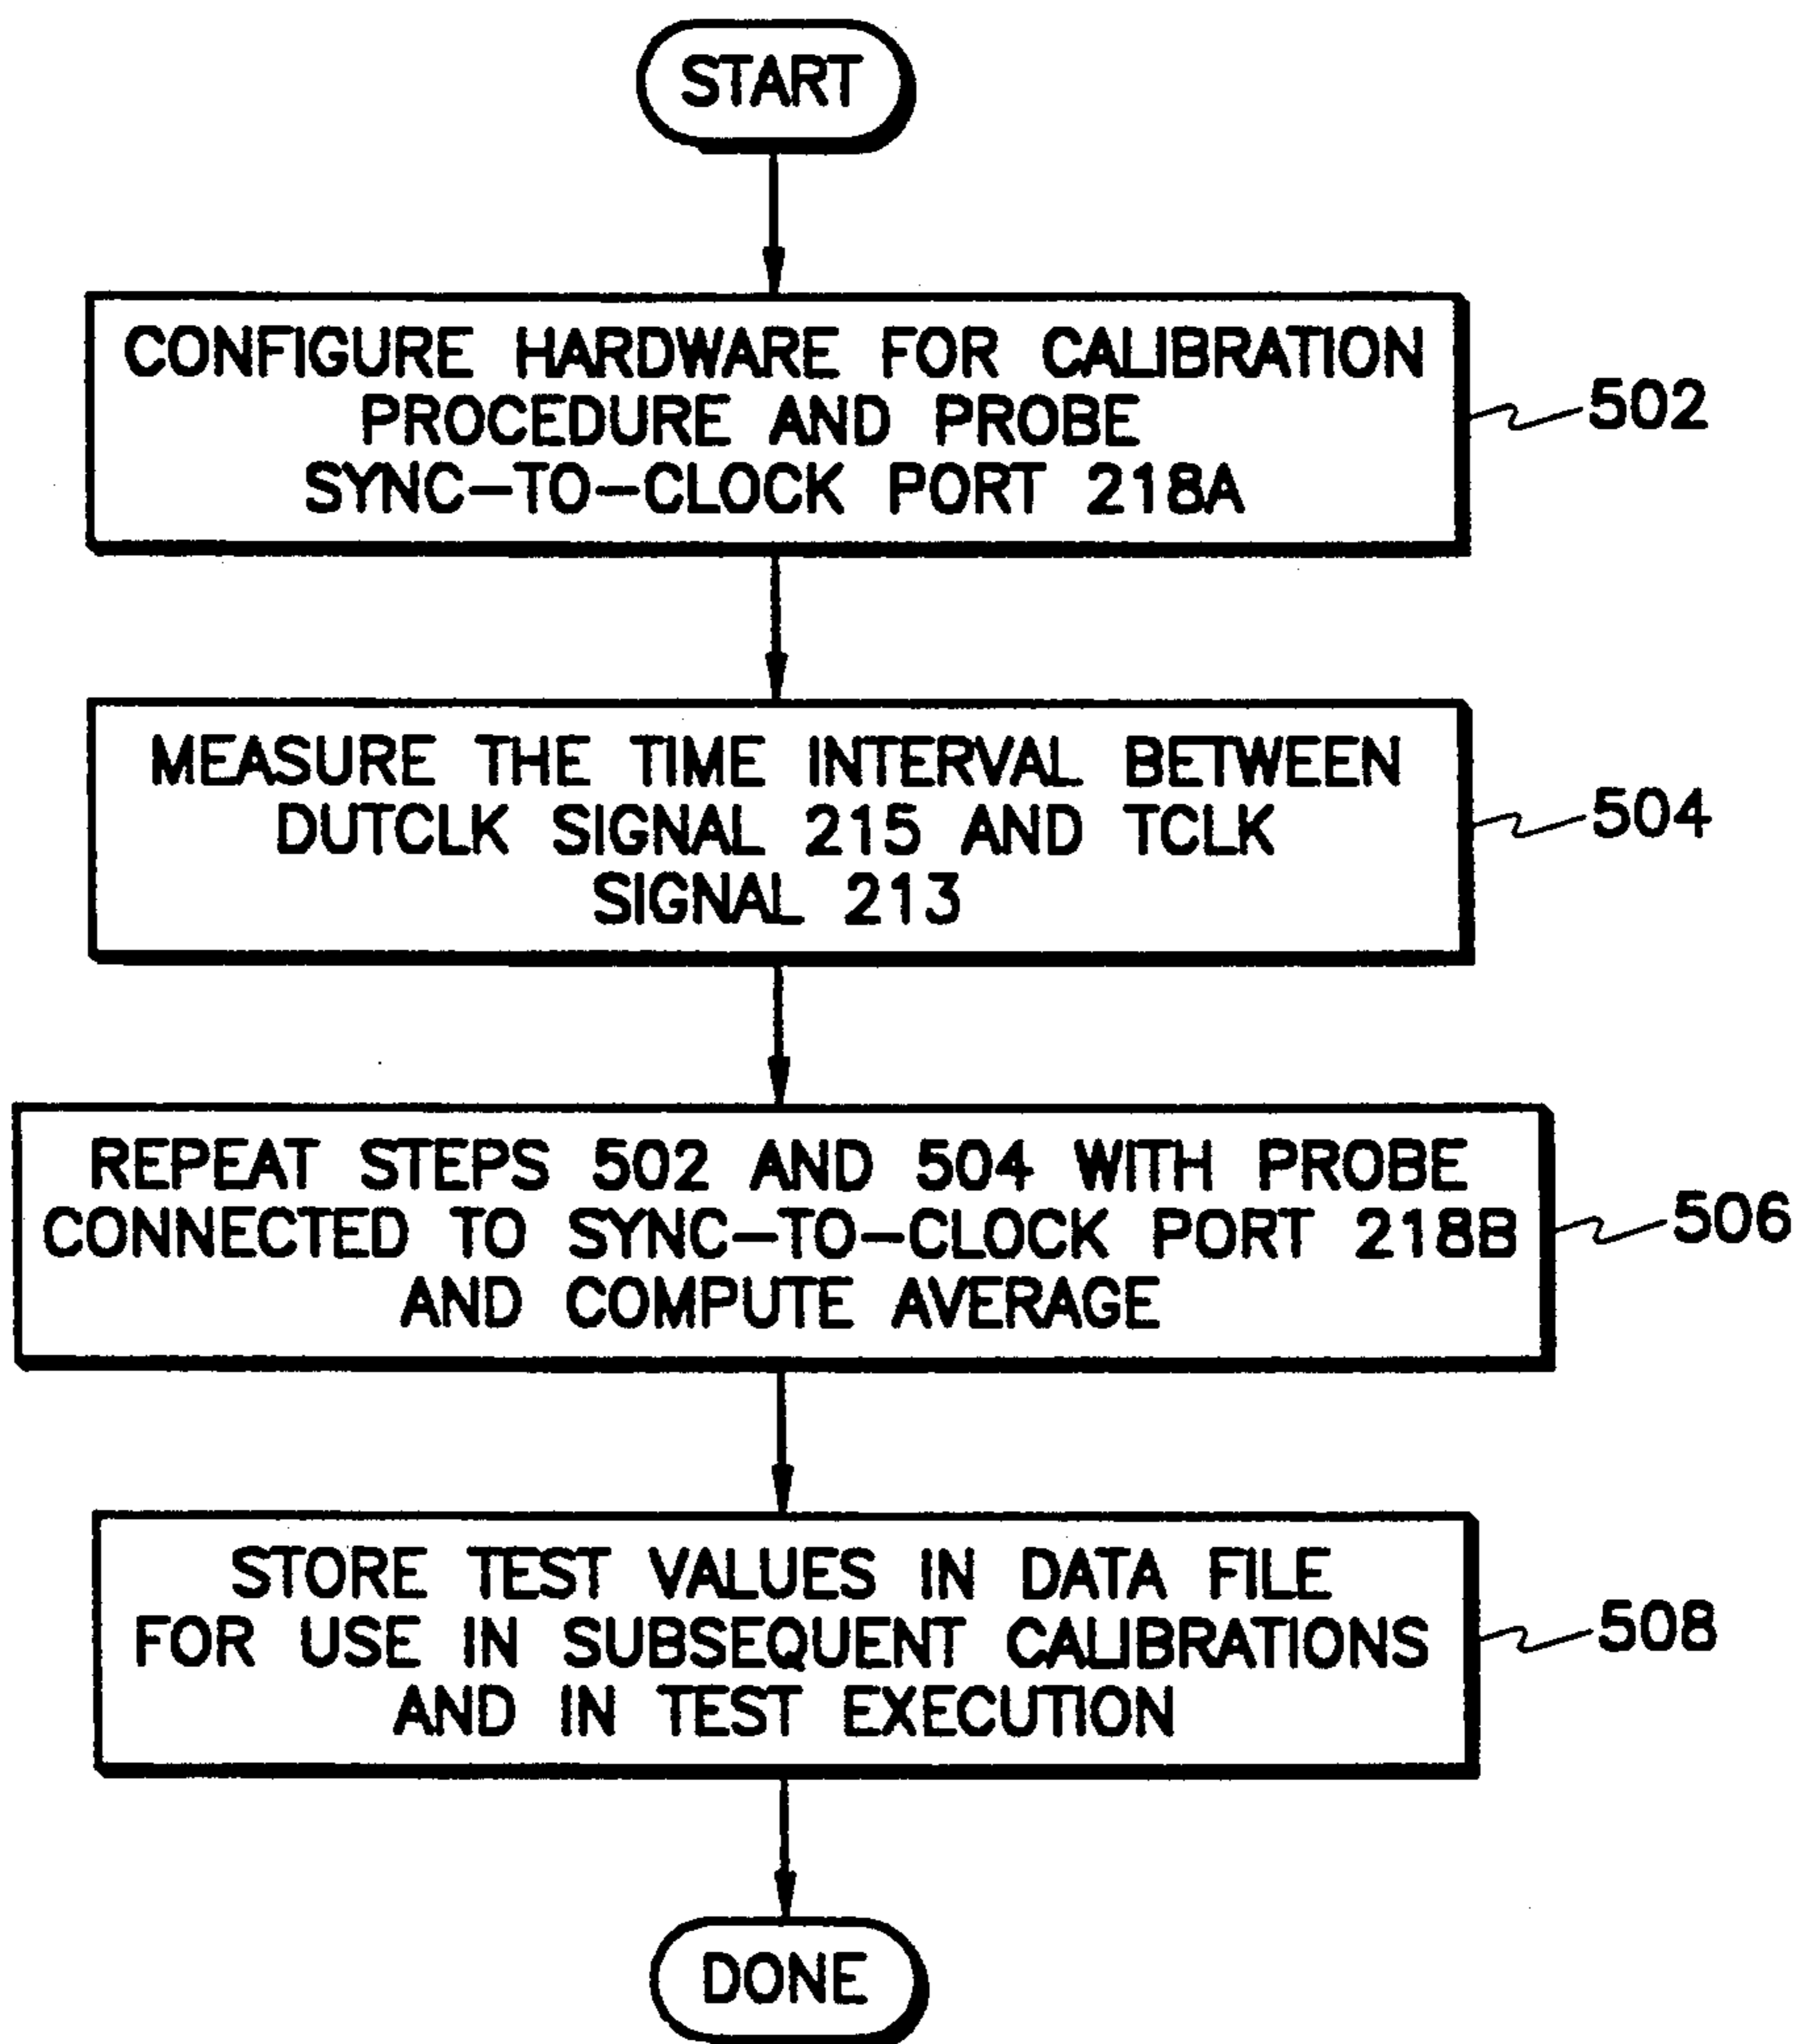 START
CONFIGURE HARDWARE FOR CALIBRATION
PROCEDURE AND PROBE
SYNC-TO-CLOCK PORT 218A
502
MEASURE THE TIME INTERVAL BETWEEN
DUTCLK SIGNAL 215 AND TCLK
SIGNAL 213
504
REPEAT STEPS 502 AND 504 WITH PROBE
CONNECTED TO SYNC-TO-CLOCK PORT 218B
AND COMPUTE AVERAGE
506
STORE TEST VALUES IN DATA FILE
FOR USE IN SUBSEQUENT CALIBRATIONS
AND IN TEST EXECUTION
508
DONE